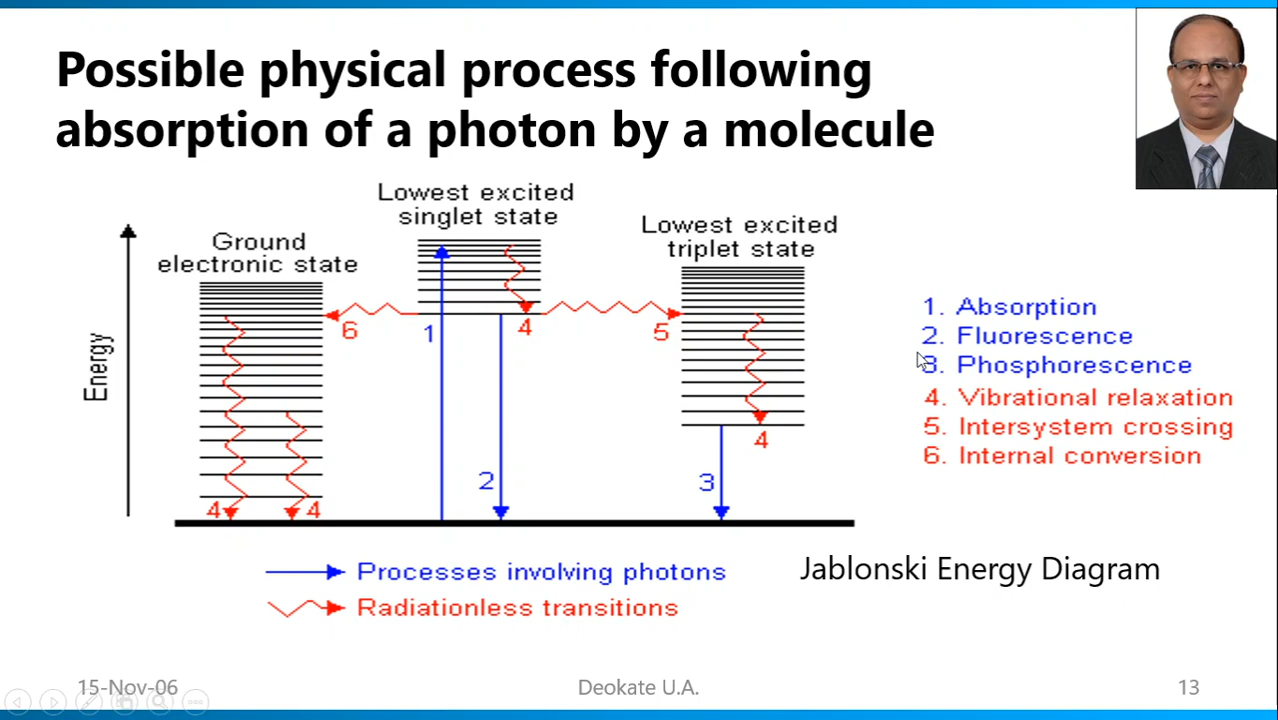 Possible physical process following
absorption of a photon by a molecule
Lowest excited
singlet state
Lowest excited
triplet state
Ground
electronic state
Energy
6
1
4
5
4
2
3
4
4
1. Absorption
2. Fluorescence
3. Phosphorescence
4. Vibrational relaxation
5. Intersystem crossing
6. Internal conversion
Processes involving photons
Radiationless transitions
Jablonski Energy Diagram
15-Nov-06
Deokate U.A.
13